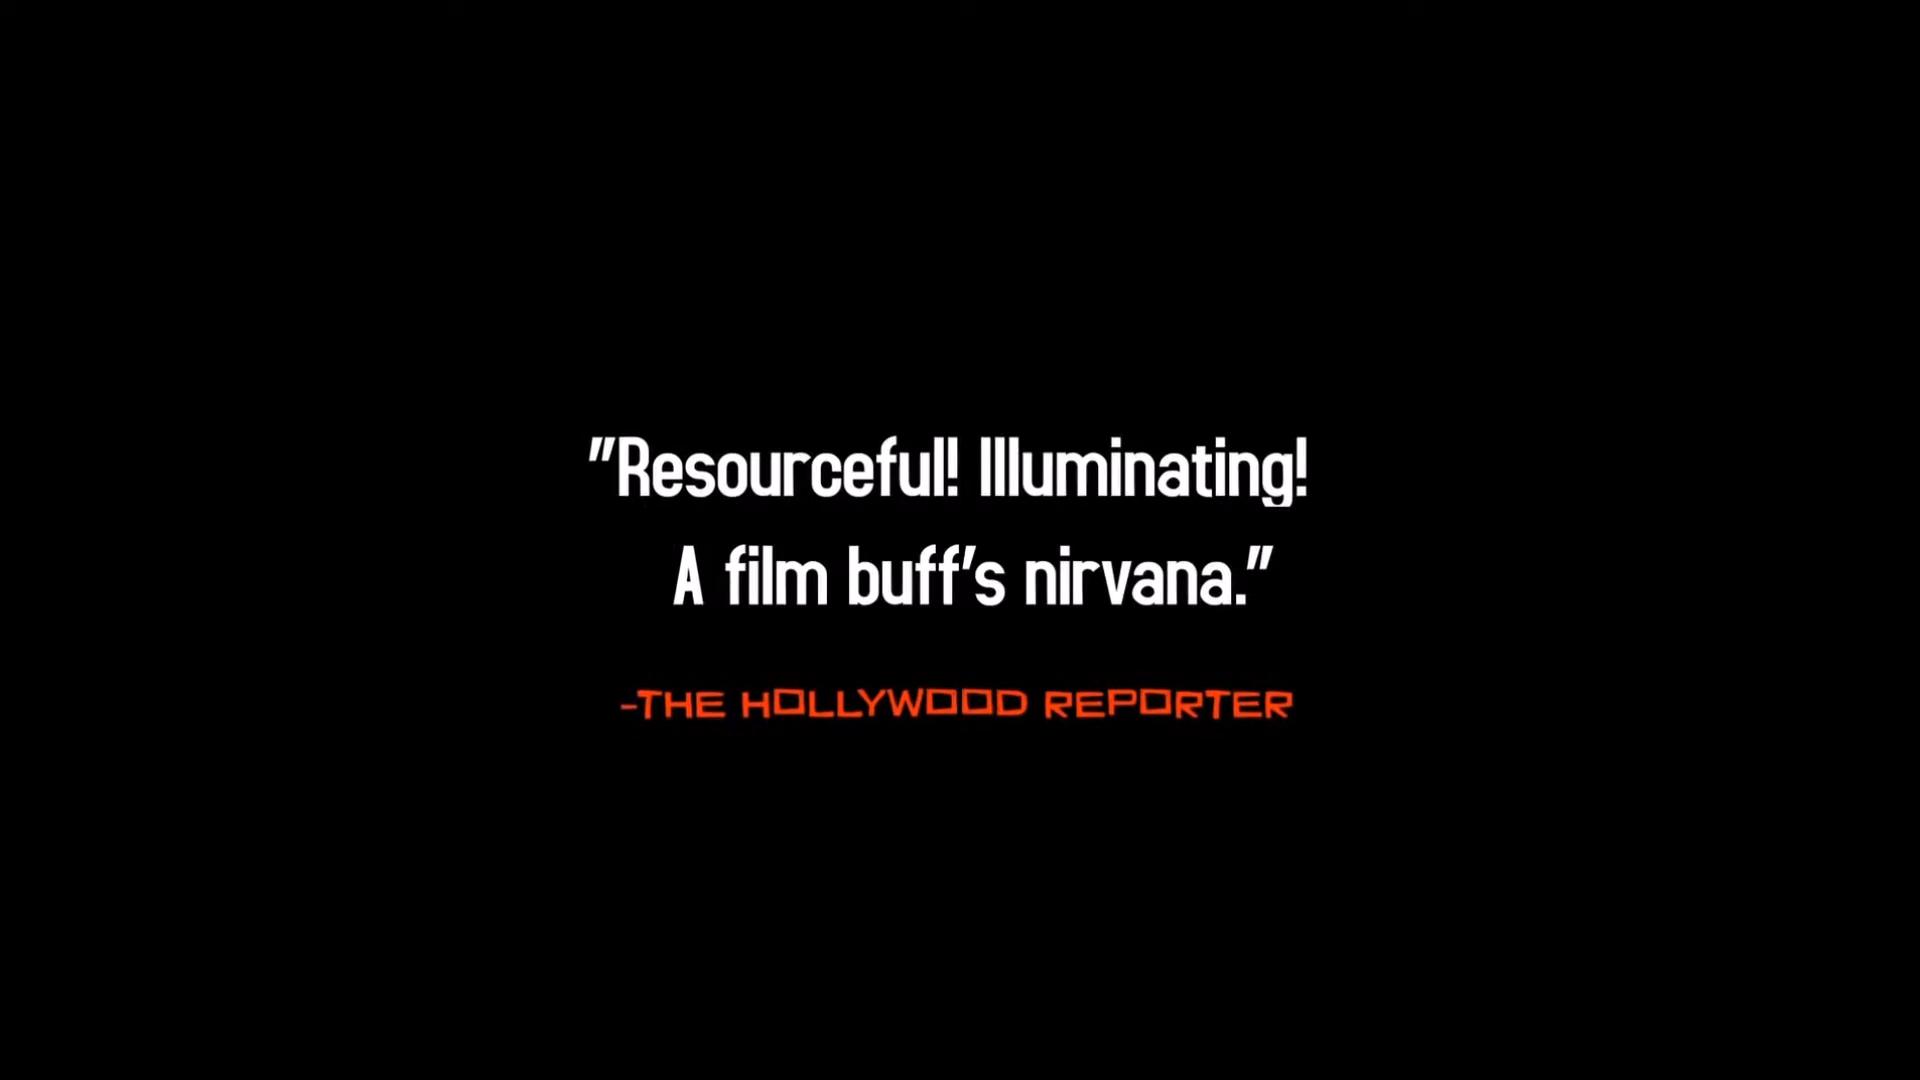 "Resourceful! Illuminating!
A film buff's nirvana."
-THE HOLLYWOOD REPORTER